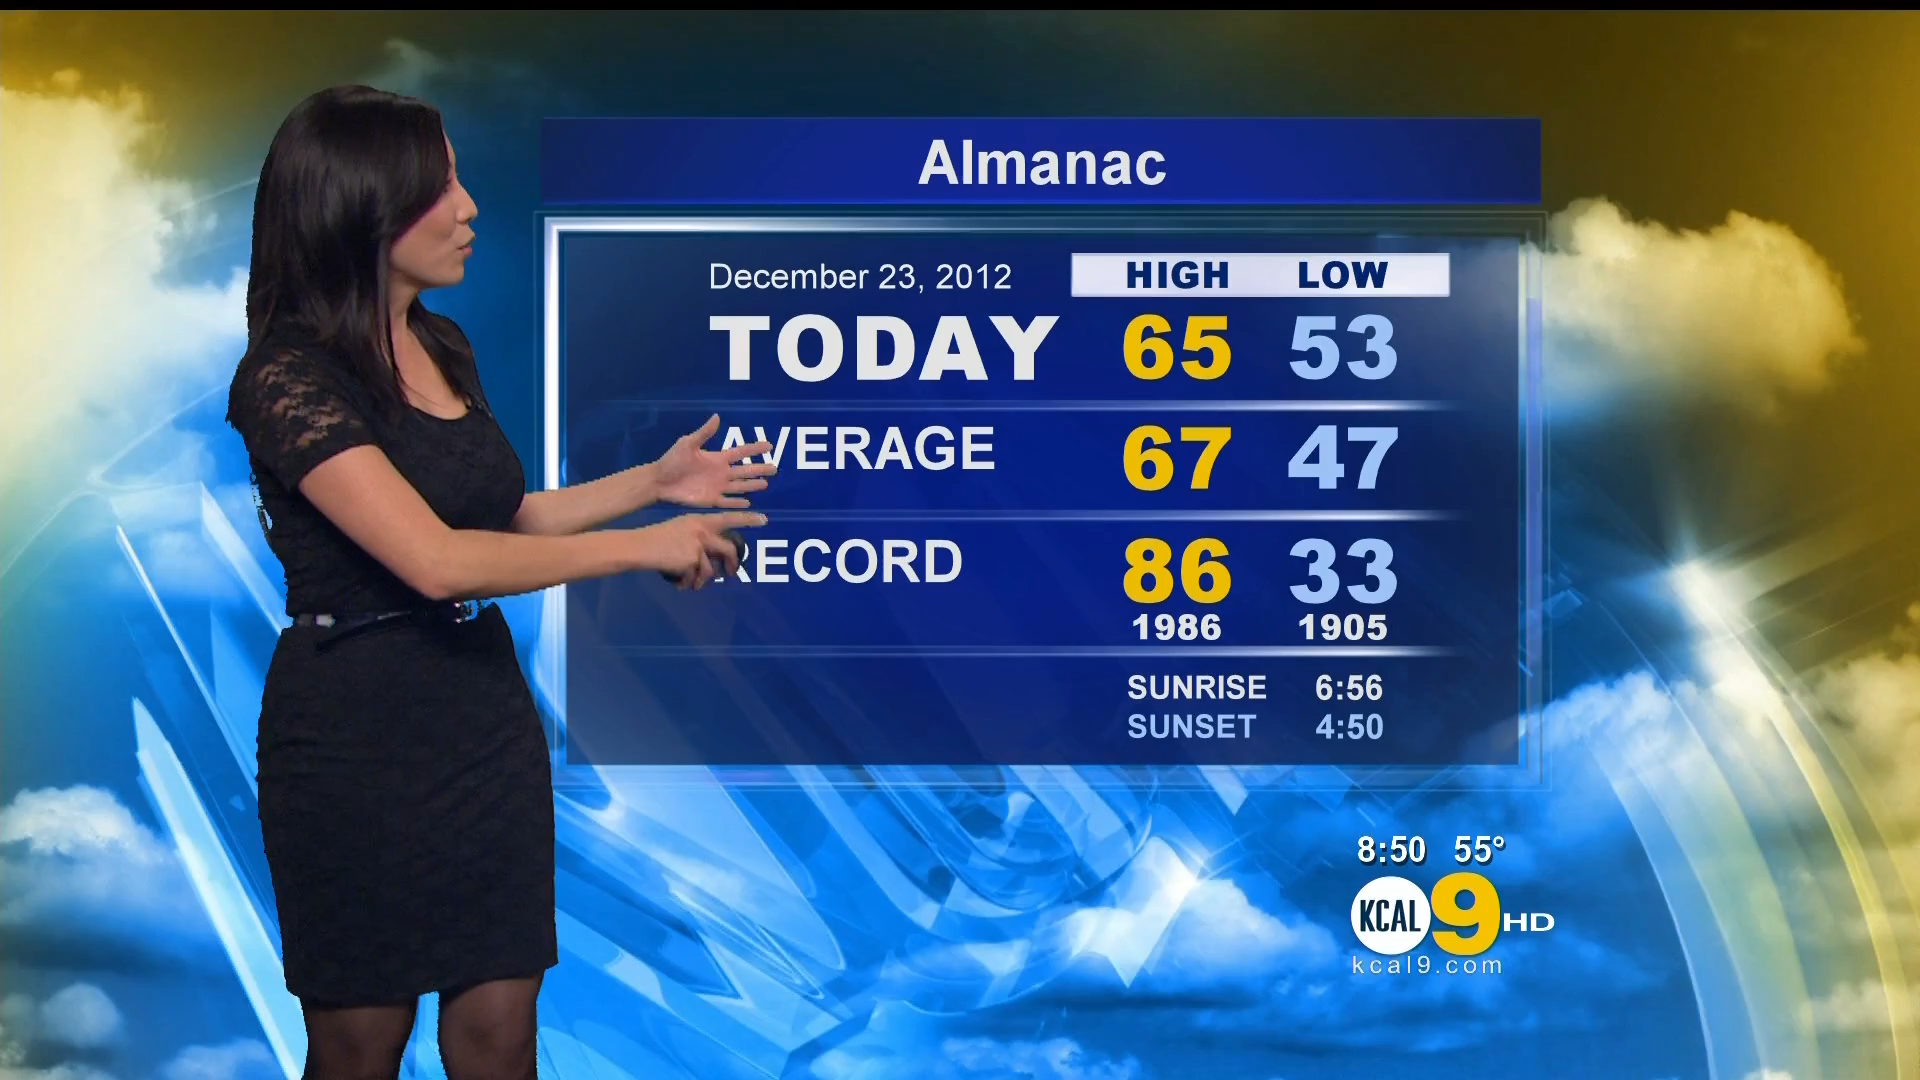 Almanac
December 23, 2012 HIGH LOW
TODAY 65 53
AVERAGE 67 47
RECORD 86 33
1986 1905
SUNRISE 6:56
SUNSET 4:50
8:50 55°
KCAL 9 HD
kcal9.com